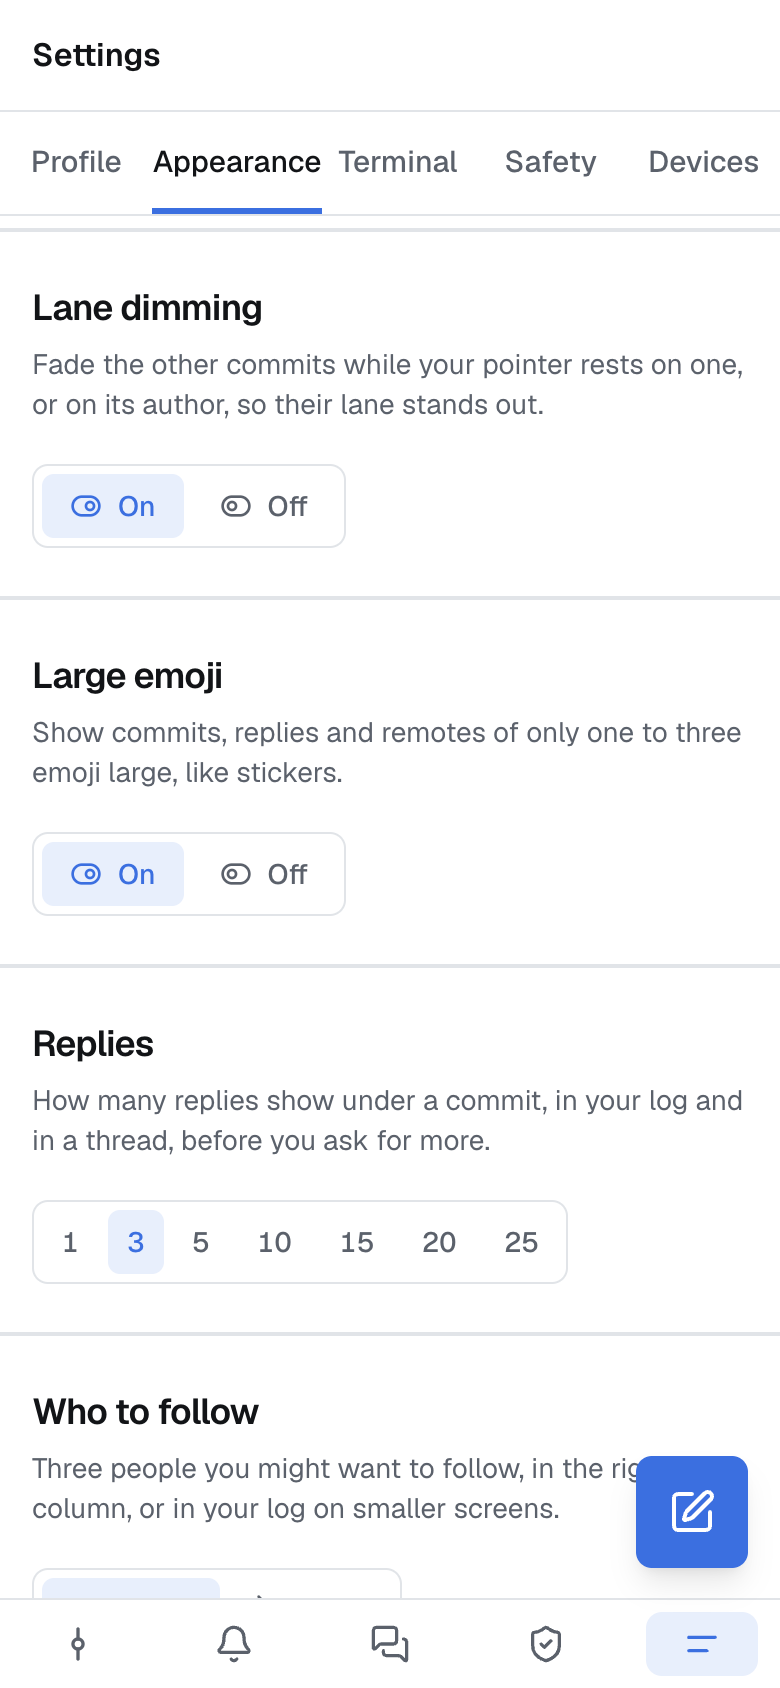 Settings
Profile Appearance Terminal Safety Devices
Lane dimming
Fade the other commits while your pointer rests on one,
or on its author, so their lane stands out.
On Off
Large emoji
Show commits, replies and remotes of only one to three
emoji large, like stickers.
On Off
Replies
How many replies show under a commit, in your log and
in a thread, before you ask for more.
1 3 5 10 15 20 25
Who to follow
Three people you might want to follow, in the
column, or in your log on smaller screens.